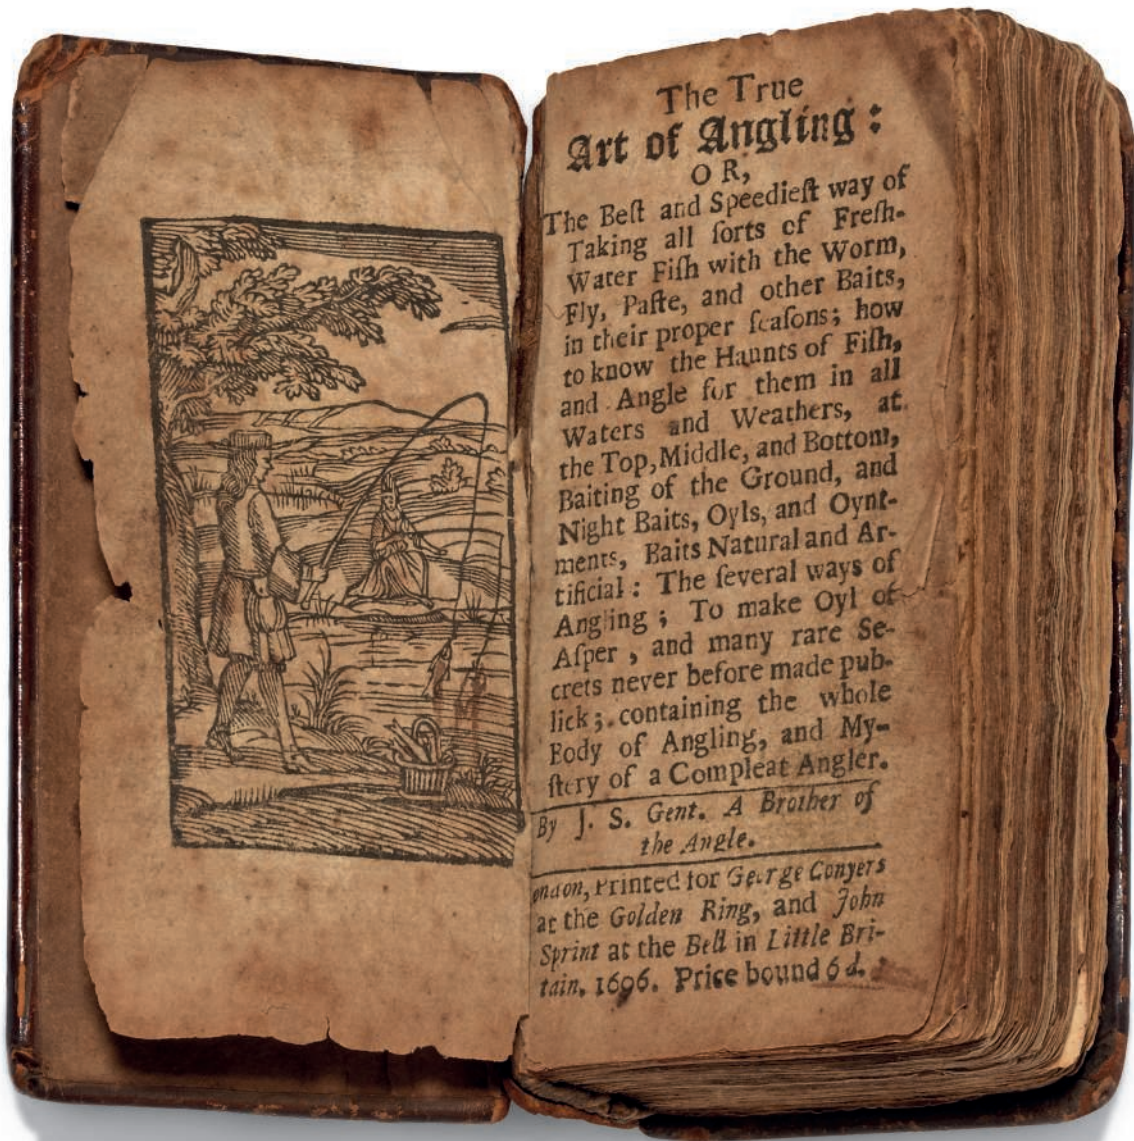 The True
Art of Angling:
OR,
The Beſt and Speedieſt way of
Taking all ſorts of Freſh-
Water Fiſh with the Worm,
Fly, Paſte, and other Baits,
in their proper ſeaſons; how
to know the Haunts of Fiſh,
and Angle for them in all
Waters and Weathers, at
the Top, Middle, and Bottom,
Baiting of the Ground, and
Night Baits, Oyls, and Oynt-
ments, Baits Natural and Ar-
tificial: The ſeveral ways of
Angling; To make Oyl of
Aſper, and many rare Se-
crets never before made pub-
lick; containing the whole
Body of Angling, and My-
ſtery of a Compleat Angler.
By J. S. Gent. A Brother of
the Angle.
ondon, Printed for George Conyers
at the Golden Ring, and John
Sprint at the Bell in Little Bri-
tain. 1696. Price bound 6 d.